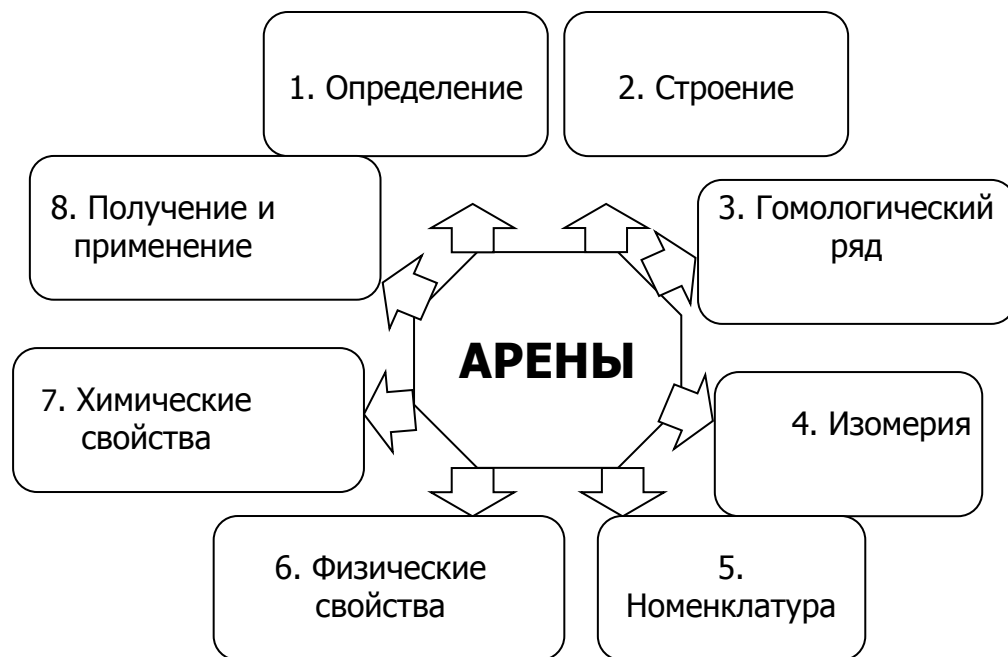 1. Определение
2. Строение
3. Гомологический
ряд
4. Изомерия
5.
Номенклатура
6. Физические
свойства
7. Химические
свойства
8. Получение и
применение
АРЕНЫ